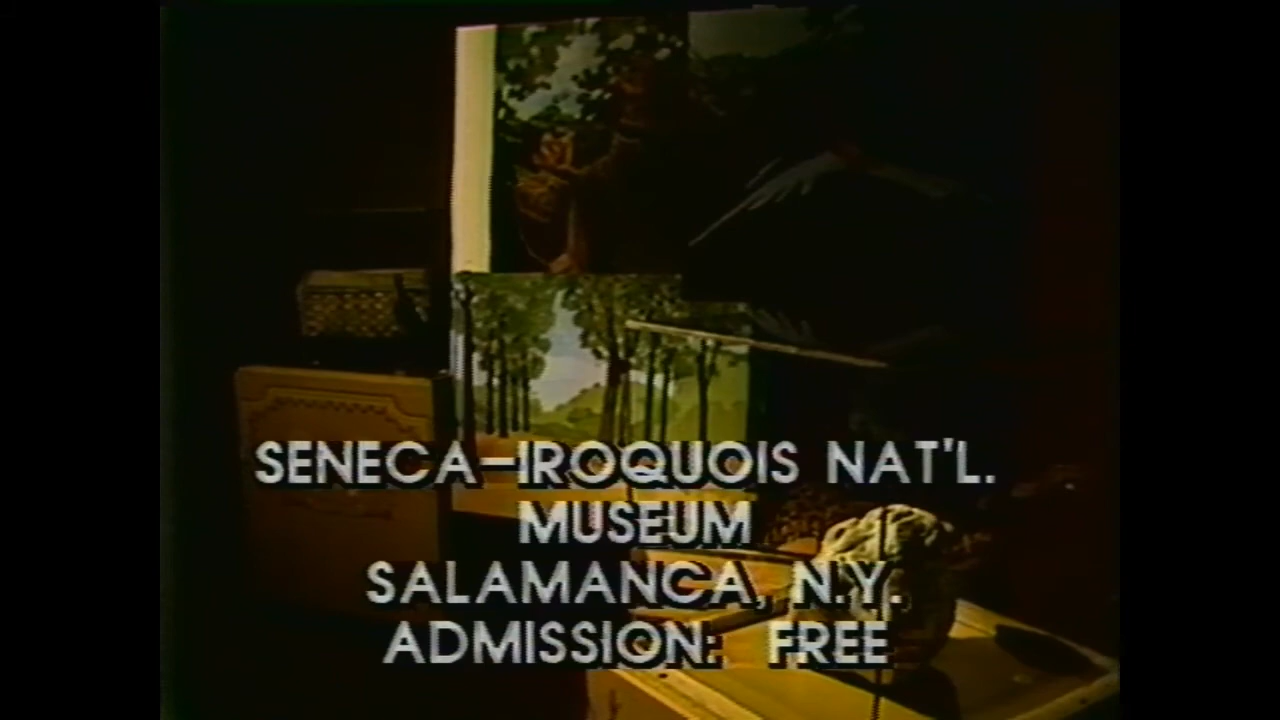 SENECA-IROQUOIS NAT'L.
MUSEUM
SALAMANCA, N.Y.
ADMISSION: FREE